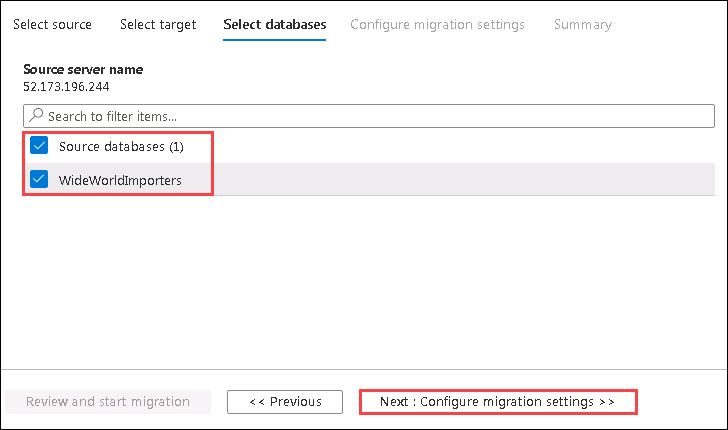 Select source Select target Select databases Configure migration settings Summary
Source server name
52.173.196.244
Search to filter items...
Source databases (1)
WideWorldImporters
Review and start migration << Previous Next : Configure migration settings >>